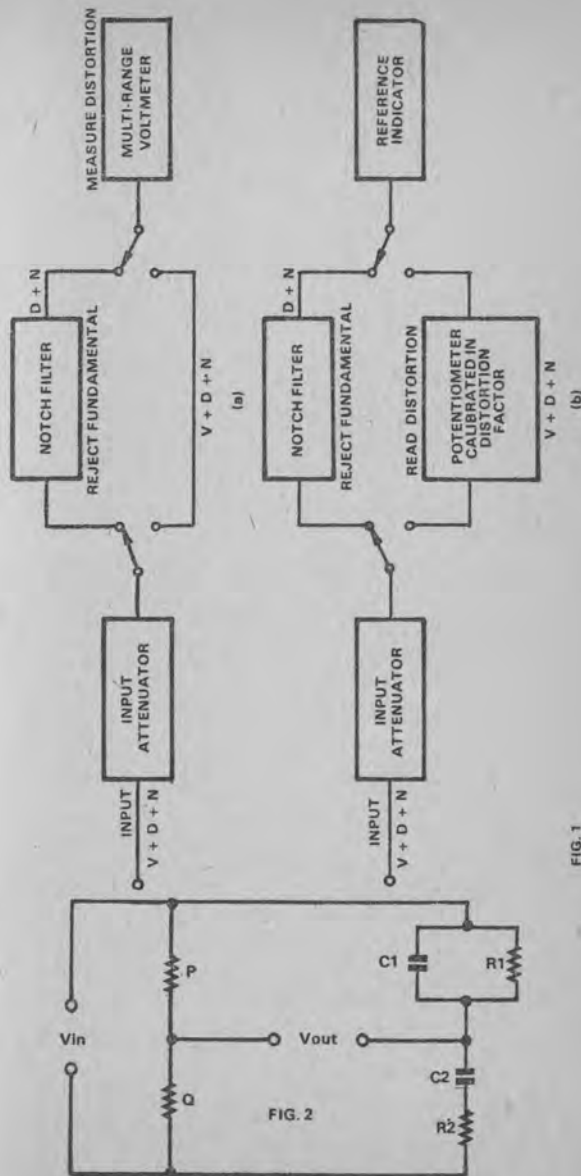 MEASURE DISTORTION
MULTI-RANGE
VOLTMETER
D + N
NOTCH FILTER
REJECT FUNDAMENTAL
V + D + N
(a)
INPUT
ATTENUATOR
INPUT
V + D + N
REFERENCE
INDICATOR
D + N
NOTCH FILTER
REJECT FUNDAMENTAL
READ DISTORTION
POTENTIOMETER
CALIBRATED IN
DISTORTION
FACTOR
V + D + N
(b)
INPUT
ATTENUATOR
INPUT
V + D + N
FIG. 1
Vin
P
Q
Vout
C1
R1
C2
R2
FIG. 2